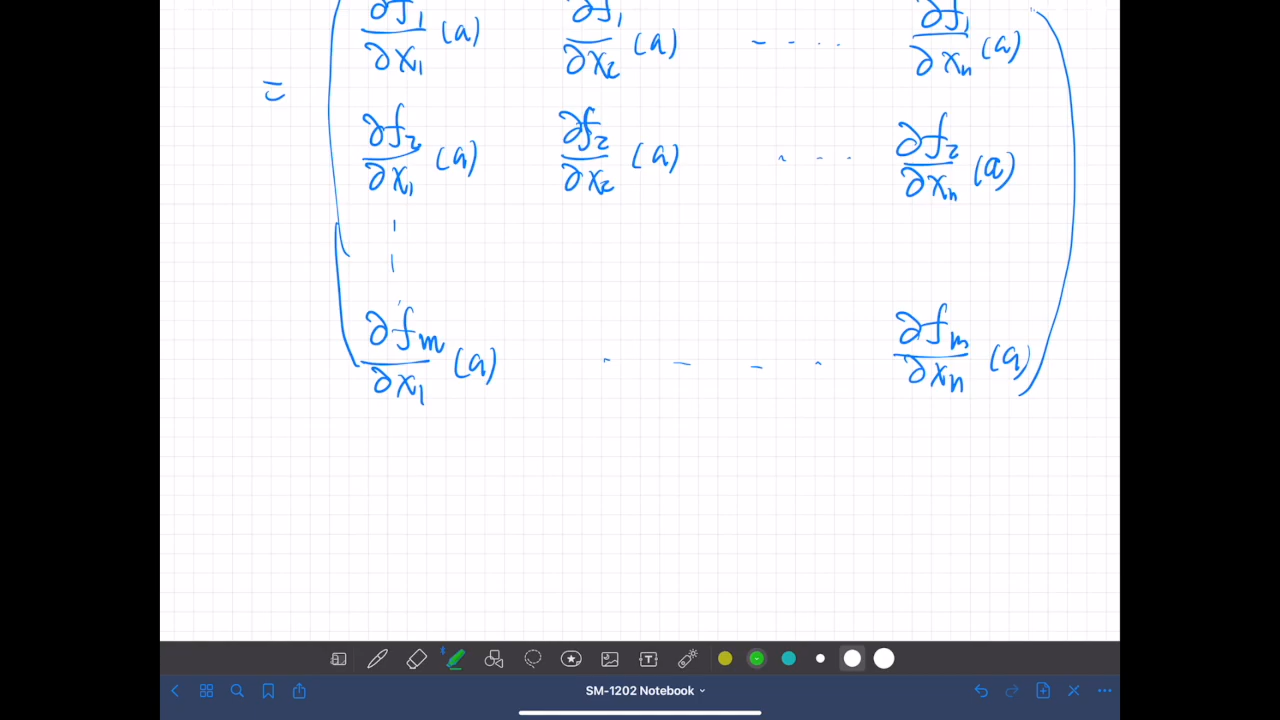 ∂f₁/∂x₁ (a) ∂f₁/∂x₂ (a) - - · · ∂f₁/∂xₙ (a)
=
∂f₂/∂x₁ (a) ∂f₂/∂x₂ (a) · · · ∂f₂/∂xₙ (a)
∂fₘ/∂x₁ (a) · - - · ∂fₘ/∂xₙ (a)
SM-1202 Notebook